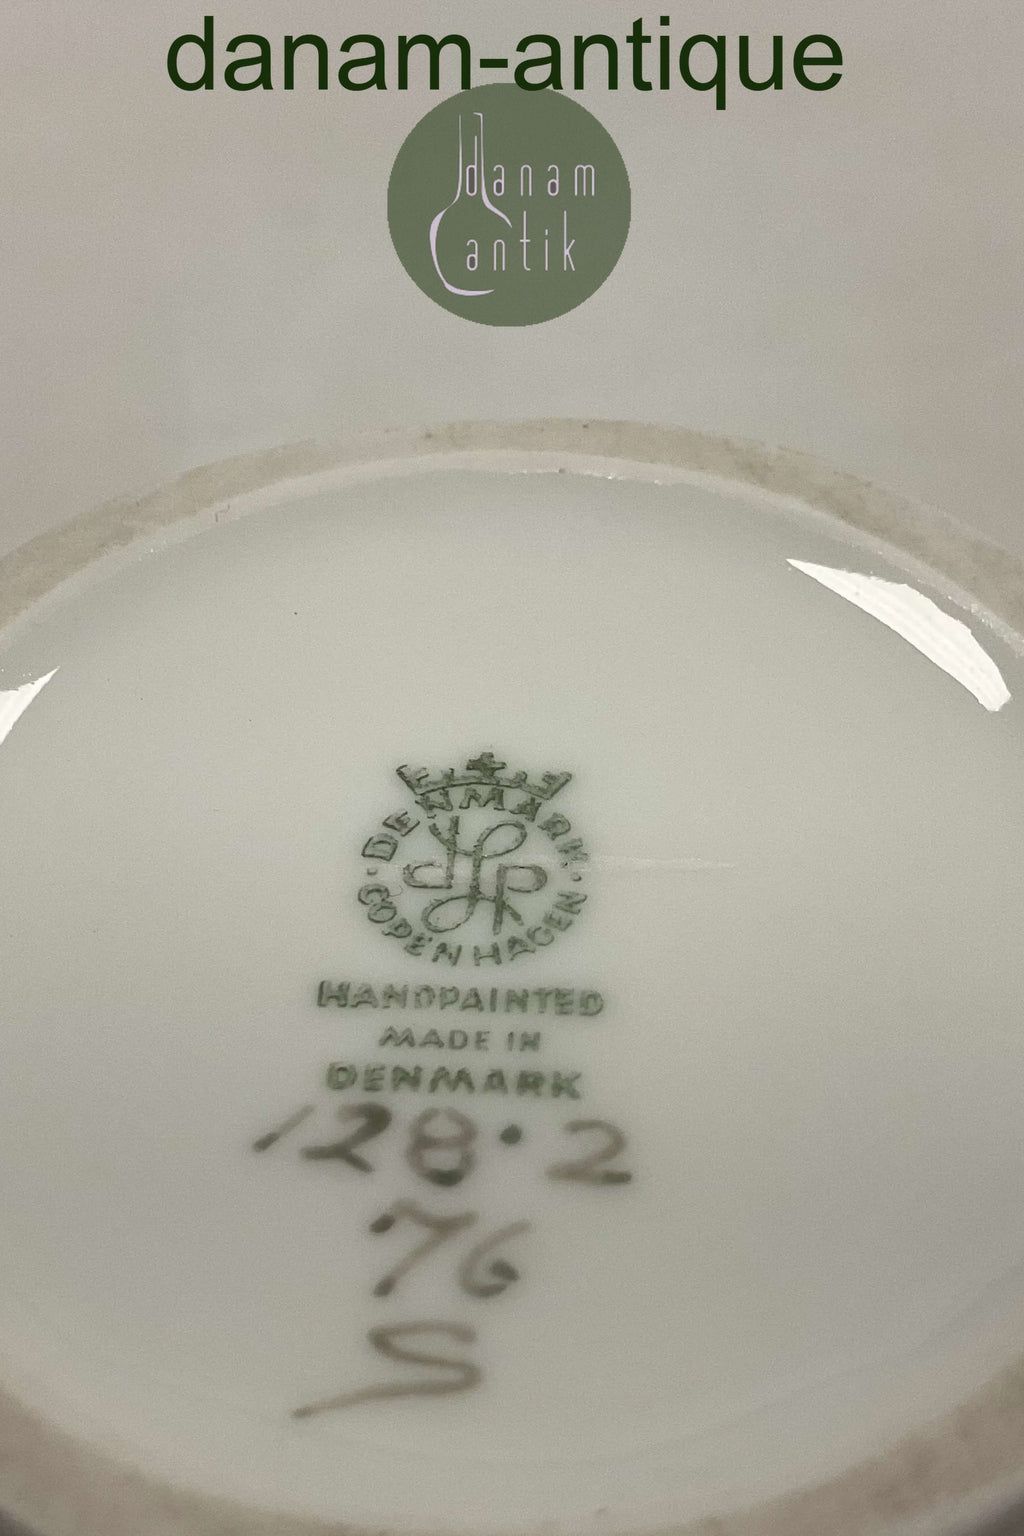 danam-antique
danam
antik
DENMARK
COPENHAGEN
HANDPAINTED
MADE IN
DENMARK
128·2
76
S